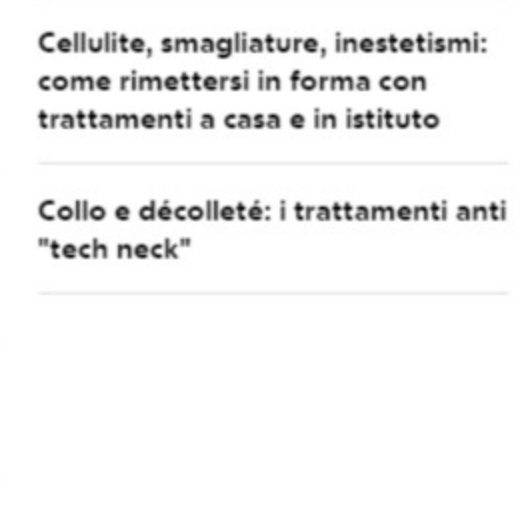 Cellulite, smagliature, inestetismi:
come rimettersi in forma con
trattamenti a casa e in istituto
Collo e décolleté: i trattamenti anti
"tech neck"